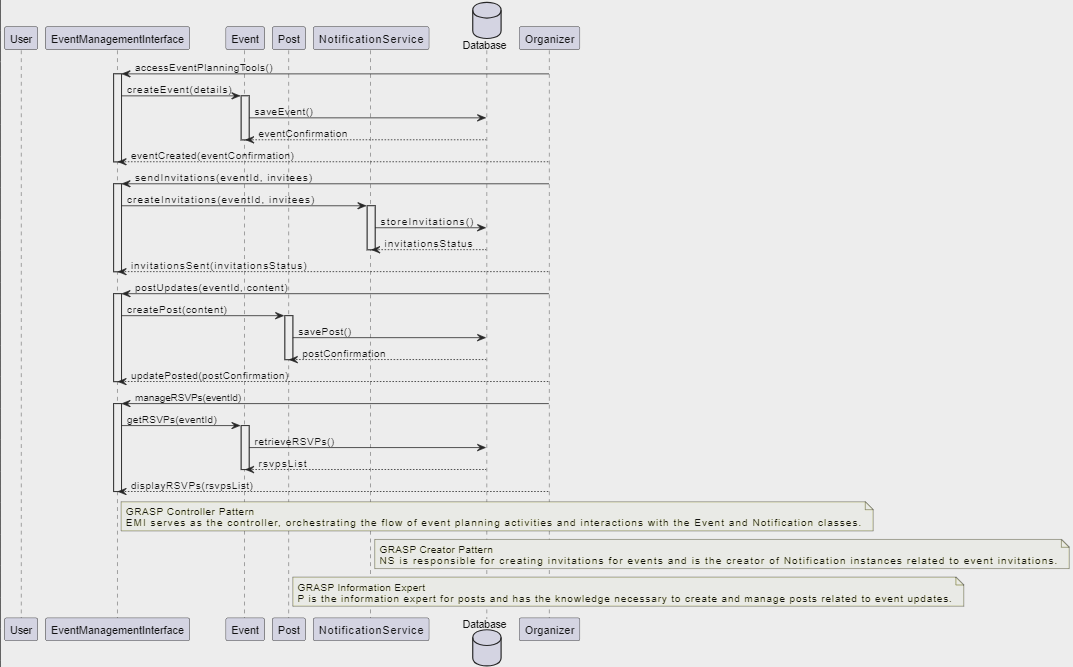 User
EventManagementInterface
Event
Post
NotificationService
Database
Organizer
accessEventPlanningTools()
createEvent(details)
saveEvent()
eventConfirmation
eventCreated(eventConfirmation)
sendInvitations(eventId, invitees)
createInvitations(eventId, invitees)
storeInvitations()
invitationsStatus
invitationsSent(invitationsStatus)
postUpdates(eventId, content)
createPost(content)
savePost()
postConfirmation
updatePosted(postConfirmation)
manageRSVPs(eventId)
getRSVPs(eventId)
retrieveRSVPs()
rsvpsList
displayRSVPs(rsvpsList)
GRASP Controller Pattern
EMI serves as the controller, orchestrating the flow of event planning activities and interactions with the Event and Notification classes.
GRASP Creator Pattern
NS is responsible for creating invitations for events and is the creator of Notification instances related to event invitations.
GRASP Information Expert
P is the information expert for posts and has the knowledge necessary to create and manage posts related to event updates.
User
EventManagementInterface
Event
Post
NotificationService
Database
Organizer